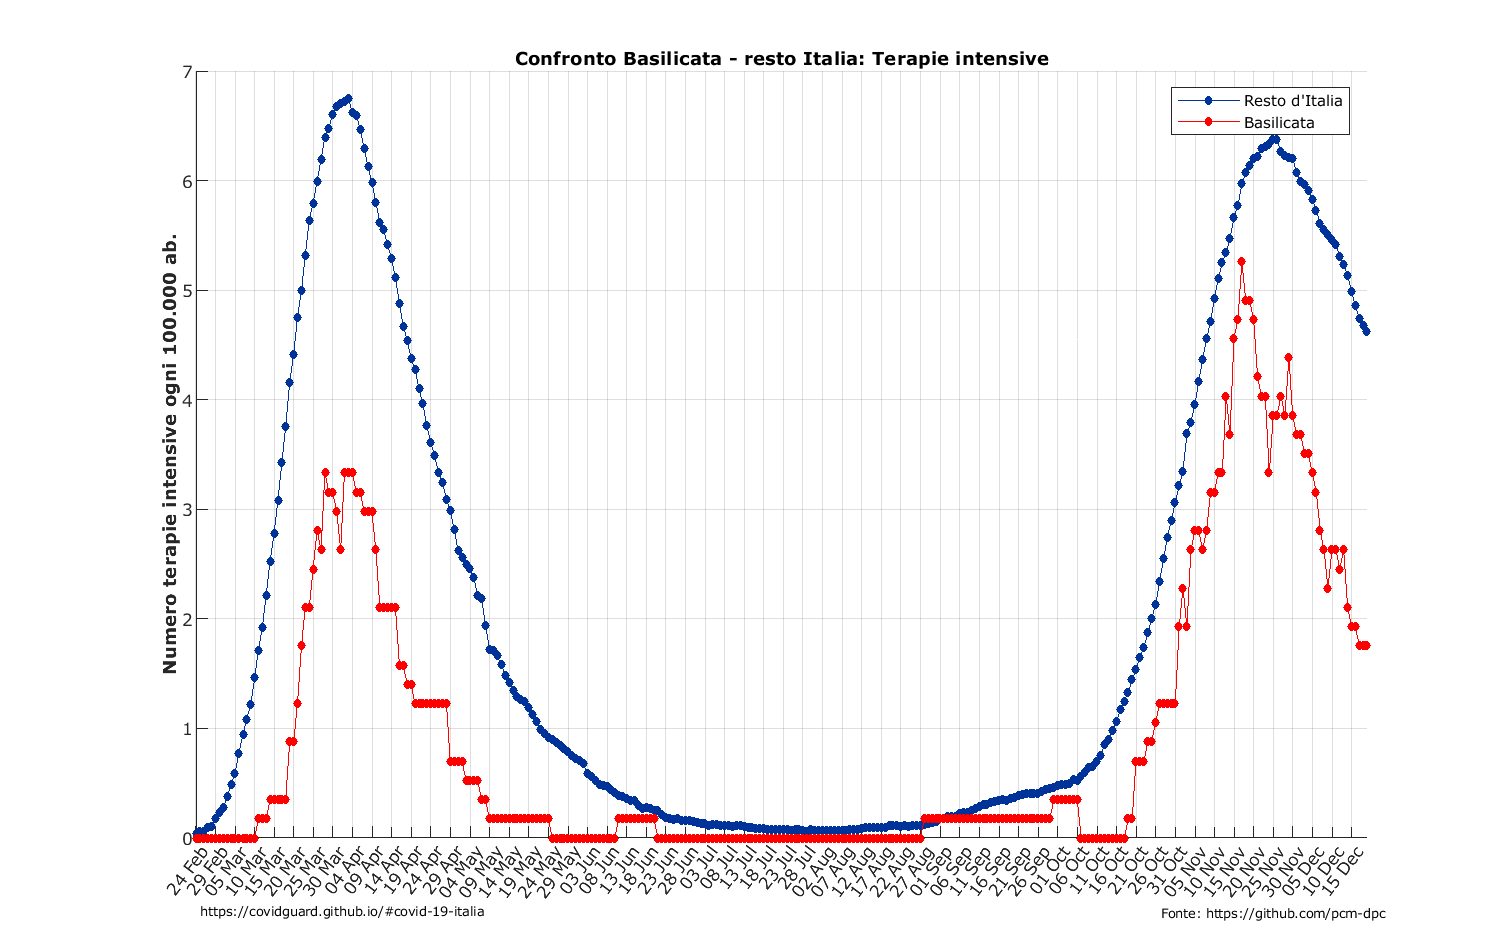 Confronto Basilicata - resto Italia: Terapie intensive
Numero terapie intensive ogni 100.000 ab.
7
6
5
4
3
2
1
0
Resto d'Italia
Basilicata
24 Feb
29 Feb
05 Mar
10 Mar
15 Mar
20 Mar
25 Mar
30 Mar
04 Apr
09 Apr
14 Apr
19 Apr
24 Apr
29 Apr
04 May
09 May
14 May
19 May
24 May
29 May
03 Jun
08 Jun
13 Jun
18 Jun
23 Jun
28 Jun
03 Jul
08 Jul
13 Jul
18 Jul
23 Jul
28 Jul
02 Aug
07 Aug
12 Aug
17 Aug
22 Aug
27 Aug
01 Sep
06 Sep
11 Sep
16 Sep
21 Sep
26 Sep
01 Oct
06 Oct
11 Oct
16 Oct
21 Oct
26 Oct
31 Oct
05 Nov
10 Nov
15 Nov
20 Nov
25 Nov
30 Nov
05 Dec
10 Dec
15 Dec
https://covidguard.github.io/#covid-19-italia
Fonte: https://github.com/pcm-dpc